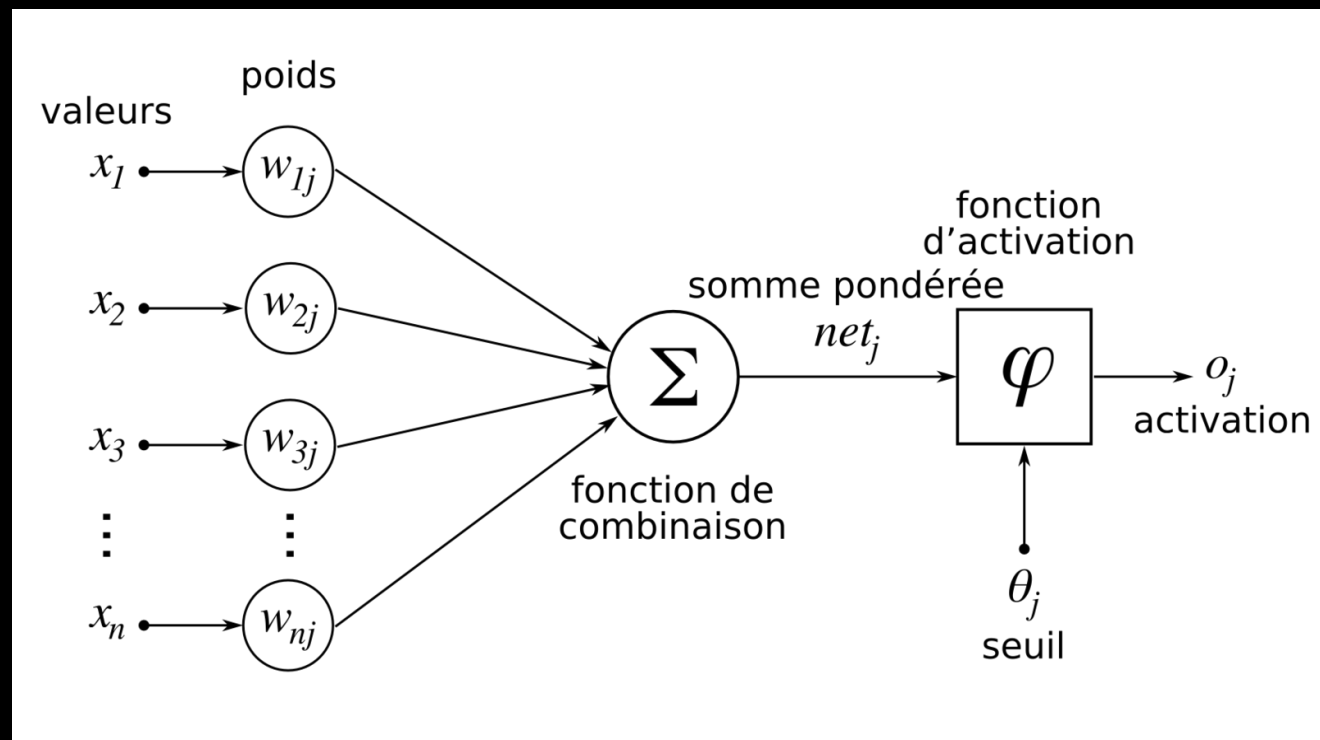 poids
valeurs
x1
w1j
x2
w2j
x3
w3j
⋮ ⋮
xn
wnj
Σ
fonction de
combinaison
somme pondérée
netj
fonction
d’activation
φ
oj
activation
θj
seuil